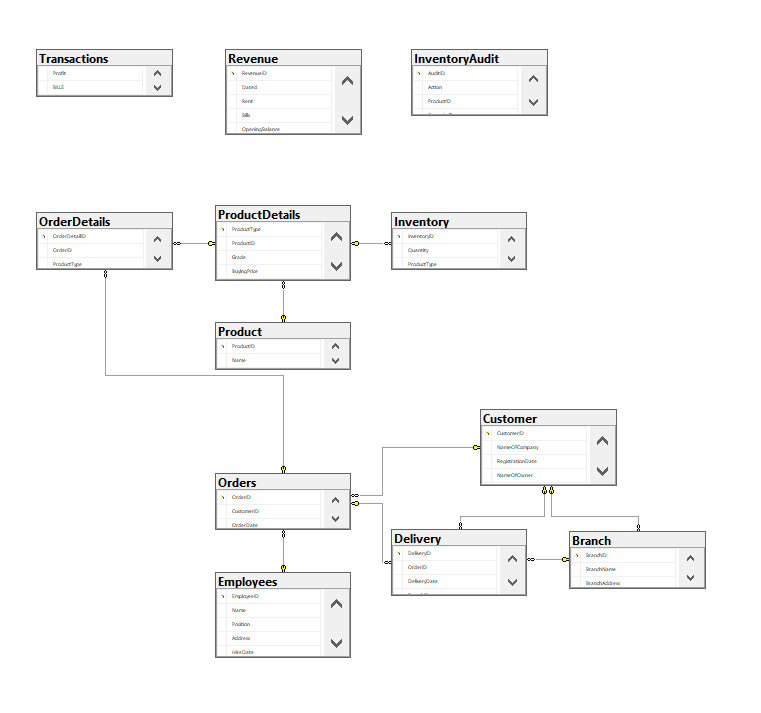 Transactions
Profit
BILLS
Revenue
RevenueID
Dated
Rent
Bills
OpeningBalance
InventoryAudit
AuditID
Action
ProductID
OrderDetails
OrderDetailID
OrderID
ProductType
ProductDetails
ProductType
ProductID
Grade
BuyingPrice
Inventory
InventoryID
Quantity
ProductType
Product
ProductID
Name
Customer
CustomerID
NameOfCompany
RegistrationDate
NameOfOwner
Orders
OrderID
CustomerID
OrderDate
Delivery
DeliveryID
OrderID
DeliveryDate
Branch
BranchID
BranchName
BranchAddress
Employees
EmployeeID
Name
Position
Address
HireDate